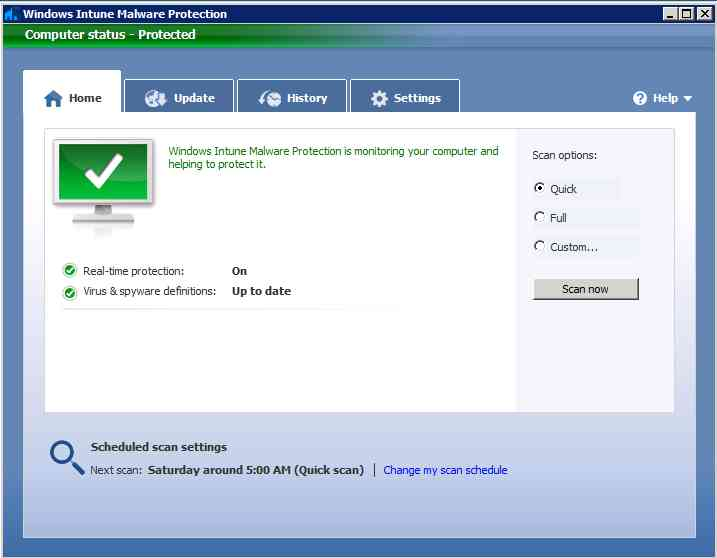 Windows Intune Malware Protection
Computer status - Protected
Home
Update
History
Settings
Help
Windows Intune Malware Protection is monitoring your computer and
helping to protect it.
Real-time protection: On
Virus & spyware definitions: Up to date
Scan options:
Quick
Full
Custom...
Scan now
Scheduled scan settings
Next scan: Saturday around 5:00 AM (Quick scan) | Change my scan schedule